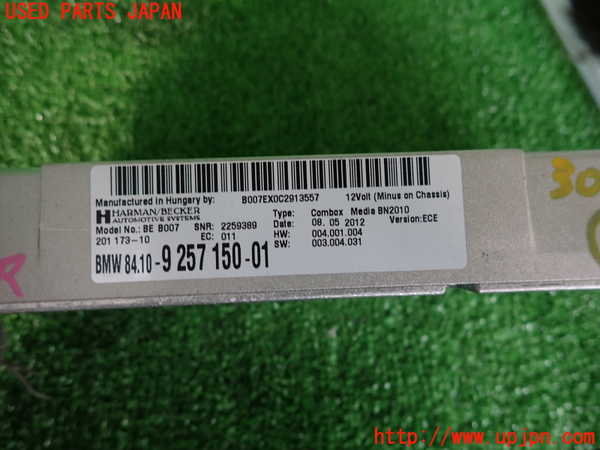 USED PARTS JAPAN
Manufactured in Hungary by: B007EX0C2913557 12Volt (Minus on Chassis)
HARMAN/BECKER
AUTOMOTIVE SYSTEMS
Type: Combox Media BN2010
Model No.: BE B007 SNR: 2259389 Date: 08. 05 2012 Version: ECE
201 173-10 EC: 011 HW: 004.001.004
SW: 003.004.031
BMW 84.10-9 257 150-01
30
http://www.upjpn.com/